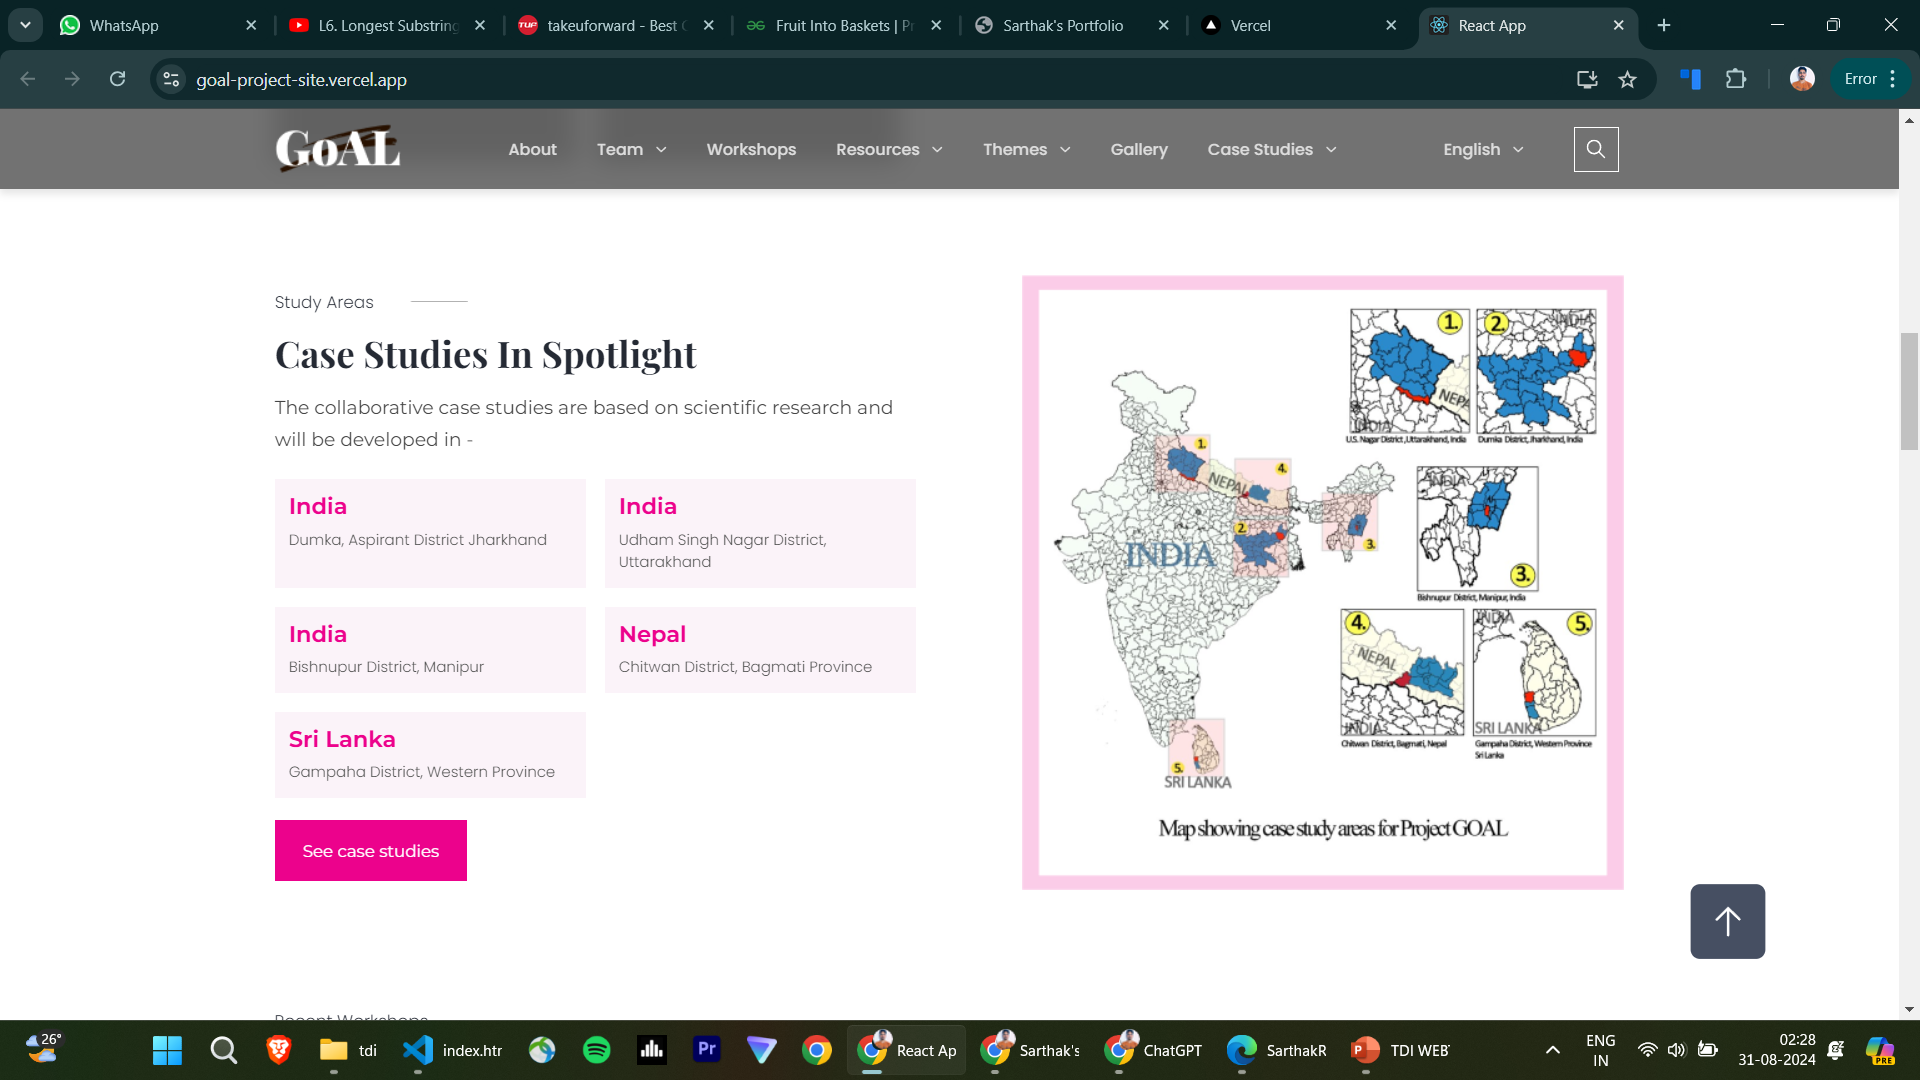 WhatsApp
L6. Longest Substring
takeuforward - Best
Fruit Into Baskets | Pr
Sarthak's Portfolio
Vercel
React App
goal-project-site.vercel.app
Error
GoAL
About
Team
Workshops
Resources
Themes
Gallery
Case Studies
English
Study Areas
Case Studies In Spotlight
The collaborative case studies are based on scientific research and
will be developed in -
India
Dumka, Aspirant District Jharkhand
India
Udham Singh Nagar District,
Uttarakhand
India
Bishnupur District, Manipur
Nepal
Chitwan District, Bagmati Province
Sri Lanka
Gampaha District, Western Province
See case studies
1.
NEPAL
4.
2.
INDIA
3.
5.
SRI LANKA
1.
NEPA
INDIA
U.S. Nagar District ,Uttarakhand, India
2.
INDIA
Dumka District, Jharkhand, India
INDIA
3.
Bishnupur District, Manipur, India
4.
NEPAL
INDIA
Chitwan District, Bagmati, Nepal
INDIA
5.
SRI LANKA
Gampaha District, Western Province
Sri Lanka
Map showing case study areas for Project GOAL
Recent Workshops
26°
tdi
index.htr
Pr
React Ap
Sarthak's
ChatGPT
SarthakR
TDI WEB
ENG
IN
02:28
31-08-2024
PRE